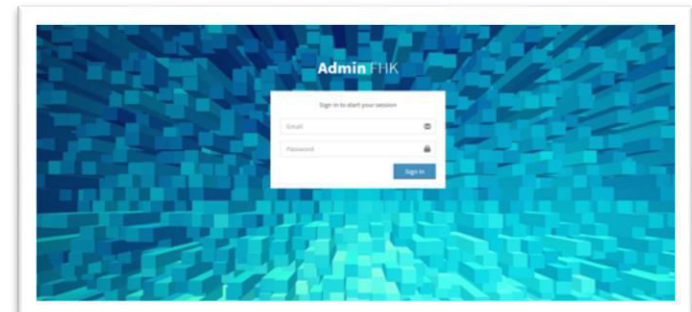 Admin FHK
Sign in to start your session
Email
Password
Sign In